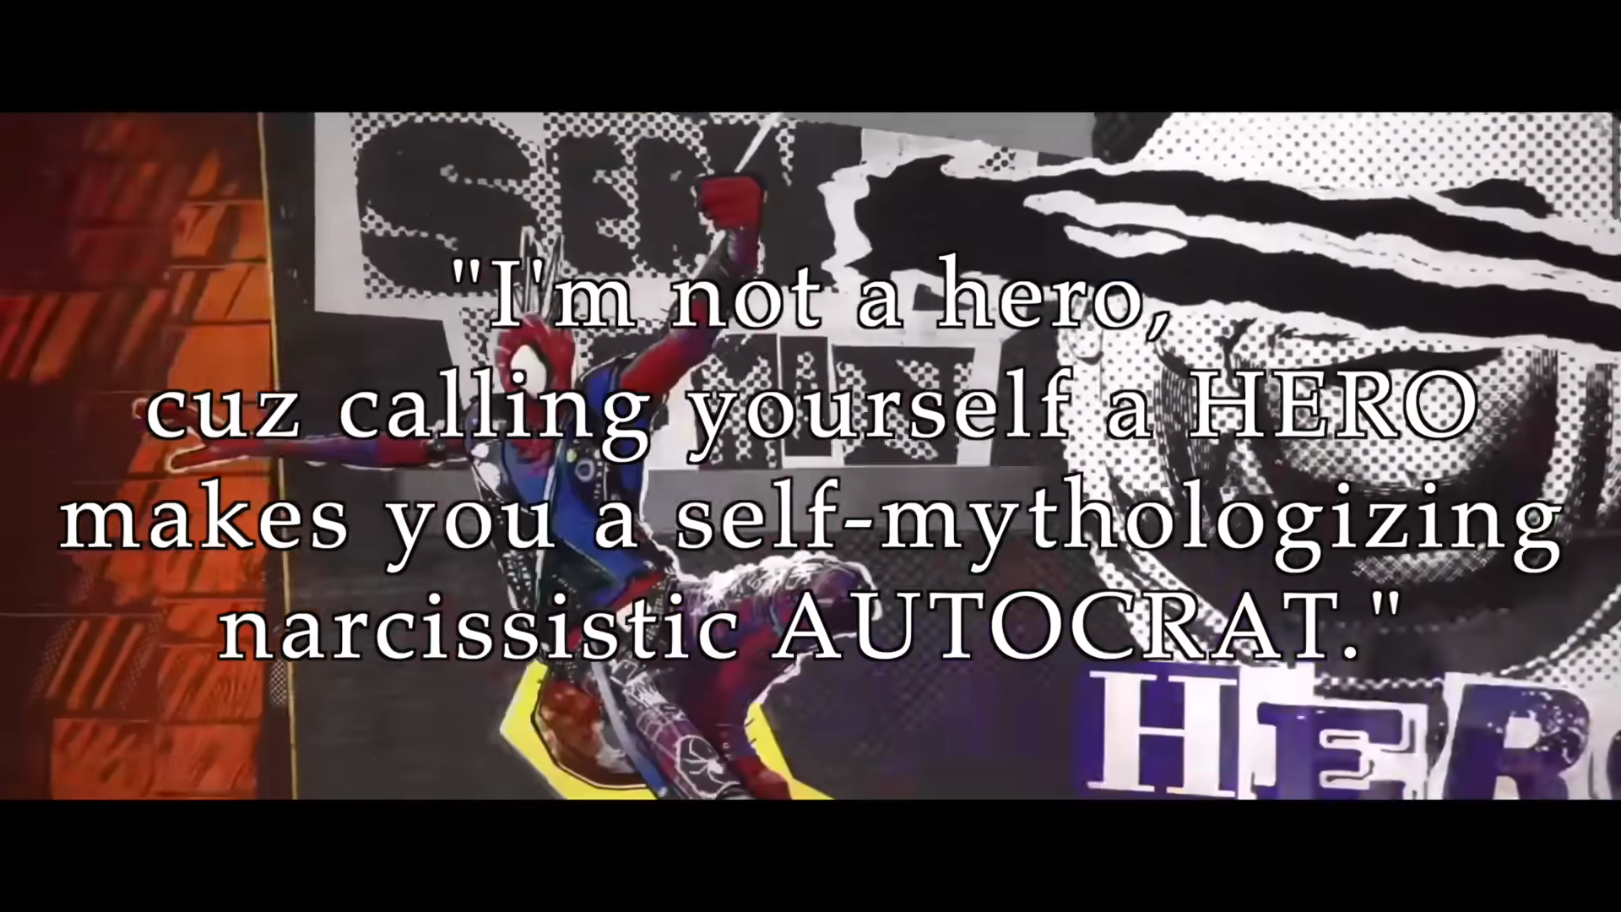 "I'm not a hero,
cuz calling yourself a HERO
makes you a self-mythologizing
narcissistic AUTOCRAT."
HER